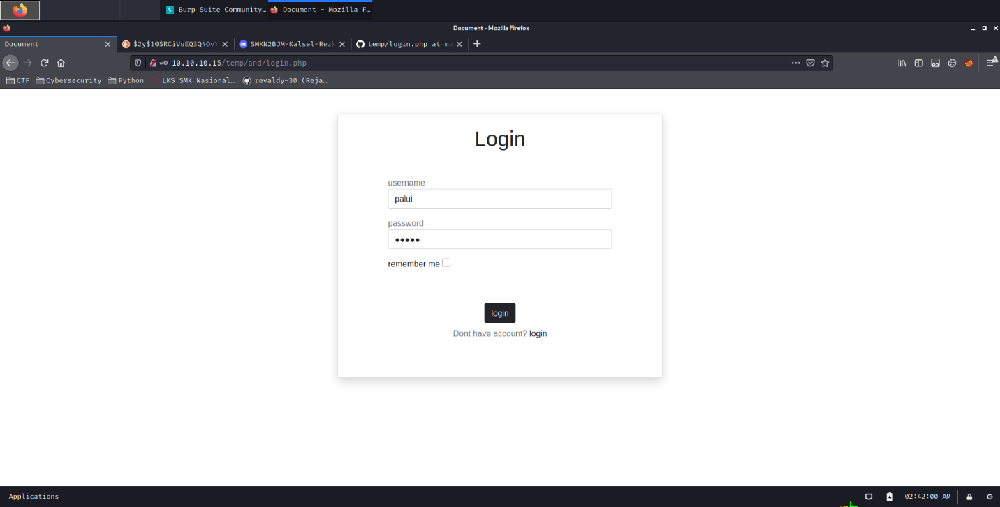 Burp Suite Community...
Document - Mozilla F...
Document - Mozilla Firefox
Document
$2y$10$RCiVuEQ3Q4OvY
SMKN2BJM-Kalsel-Rezk
temp/login.php at ma
10.10.10.15/temp/and/login.php
CTF
Cybersecurity
Python
LKS SMK Nasional...
revaldy-30 (Reja...
Login
username
palui
password
remember me
login
Dont have account? login
Applications
02:42:00 AM